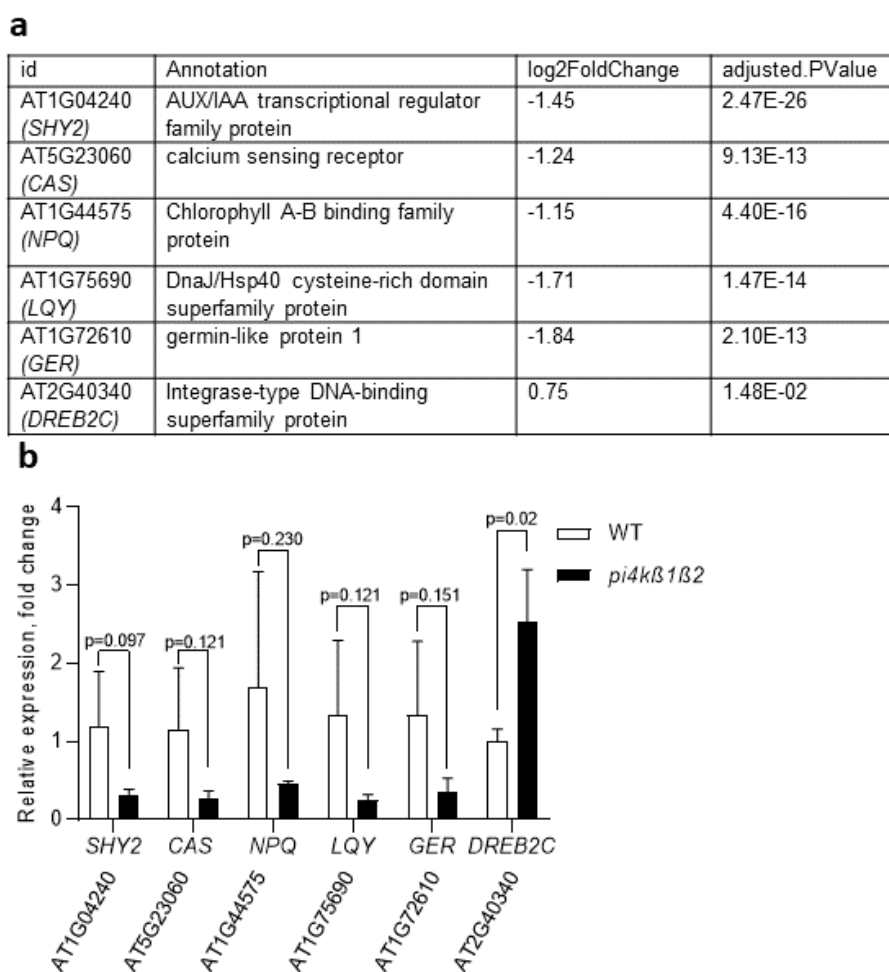 a
id Annotation log2FoldChange adjusted.PValue
AT1G04240 AUX/IAA transcriptional regulator -1.45 2.47E-26
(SHY2) family protein
AT5G23060 calcium sensing receptor -1.24 9.13E-13
(CAS)
AT1G44575 Chlorophyll A-B binding family -1.15 4.40E-16
(NPQ) protein
AT1G75690 DnaJ/Hsp40 cysteine-rich domain -1.71 1.47E-14
(LQY) superfamily protein
AT1G72610 germin-like protein 1 -1.84 2.10E-13
(GER)
AT2G40340 Integrase-type DNA-binding 0.75 1.48E-02
(DREB2C) superfamily protein
b
Relative expression, fold change
4
3
2
1
0
p=0.097
p=0.121
p=0.230
p=0.121
p=0.151
p=0.02
WT
pi4kß1ß2
SHY2 CAS NPQ LQY GER DREB2C
AT1G04240
AT5G23060
AT1G44575
AT1G75690
AT1G72610
AT2G40340